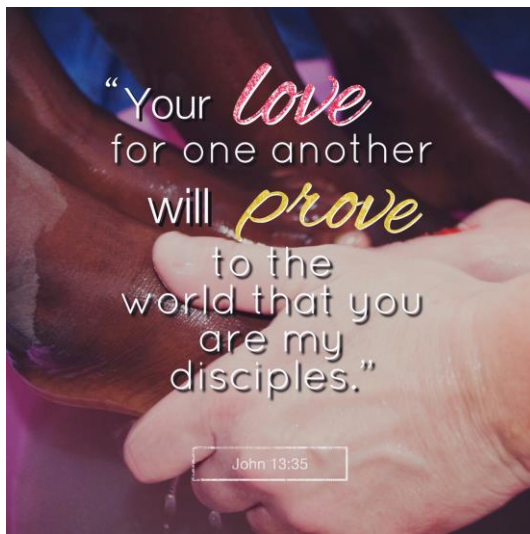 “Your love
for one another
will prove
to the
world that you
are my
disciples.”
John 13:35